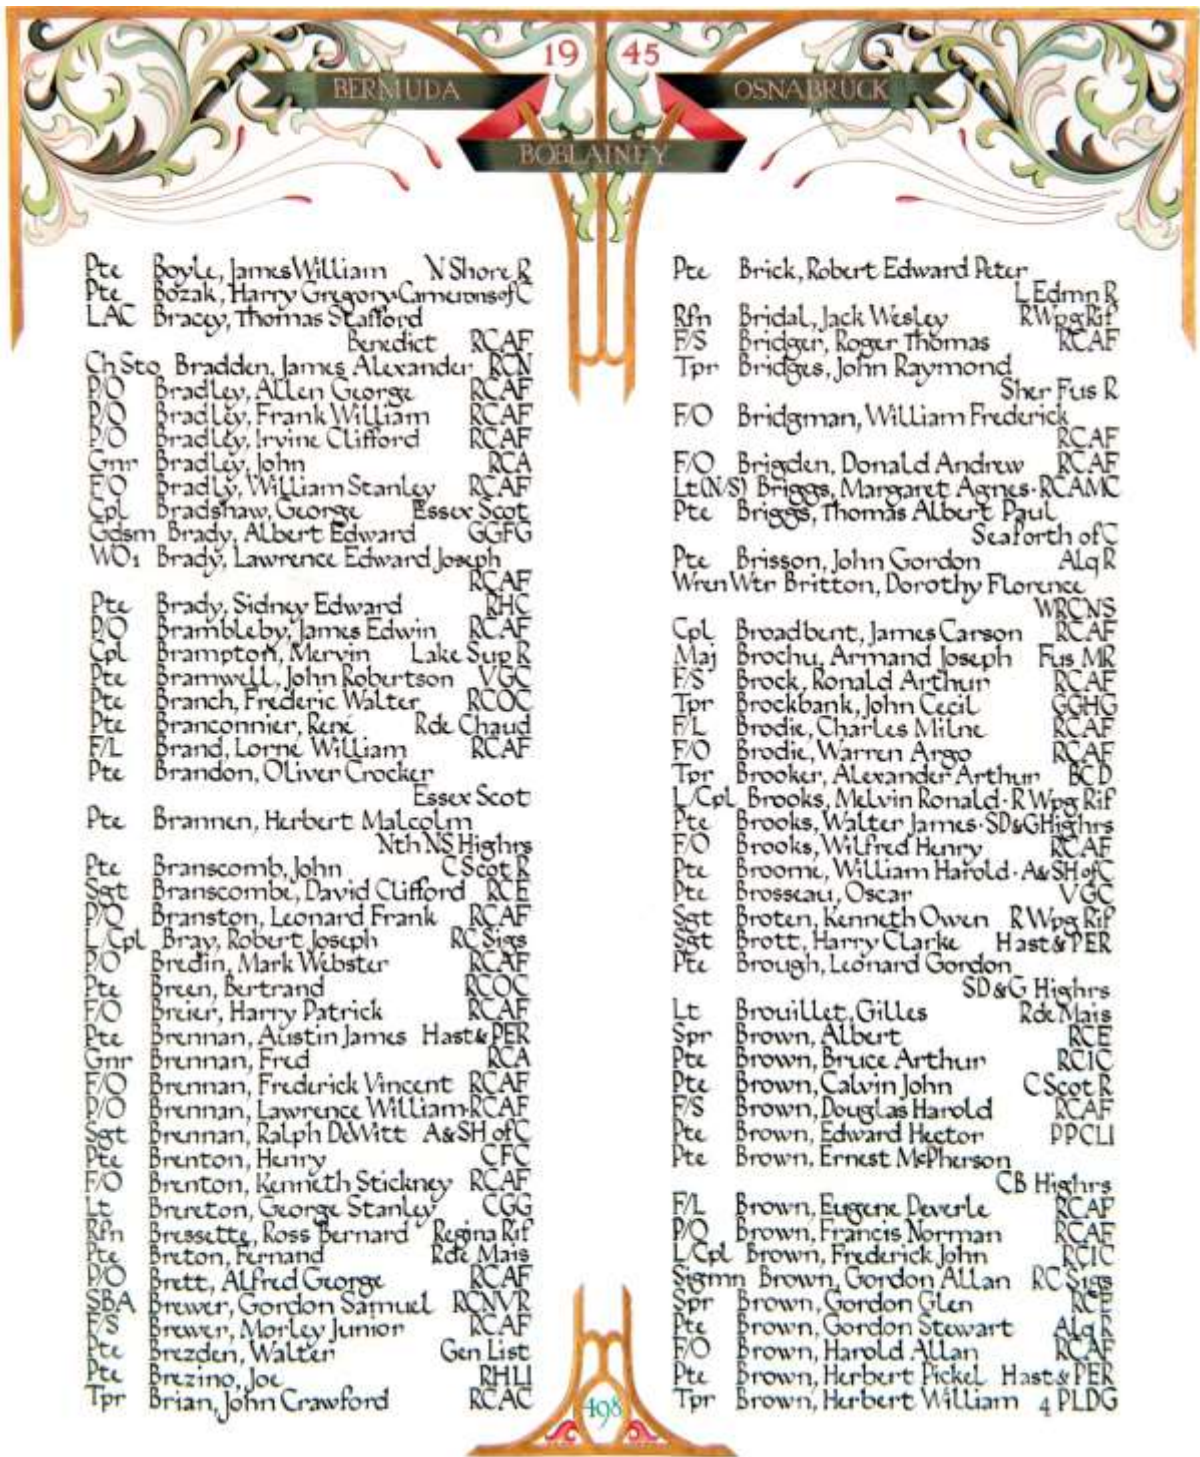 19 45
BERMUDA
OSNABRÜCK
BOBLAINEY
Pte Boyle, James William N Shore R
Pte Bozak, Harry Gregory·Camerons of C
LAC Bracey, Thomas Stafford
Benedict RCAF
Ch Sto Bradden, James Alexander RCN
P/O Bradley, Allen George RCAF
P/O Bradley, Frank William RCAF
P/O Bradley, Irvine Clifford RCAF
Gnr Bradley, John RCA
F/O Bradly, William Stanley RCAF
Cpl Bradshaw, George Essex Scot
Gdsm Brady, Albert Edward GGFG
WO1 Brady, Lawrence Edward Joseph
RCAF
Pte Brady, Sidney Edward RHC
P/O Brambleby, James Edwin RCAF
Cpl Brampton, Mervin Lake Sup R
Pte Bramwell, John Robertson VGC
Pte Branch, Frederic Walter RCOC
Pte Branconnier, René R de Chaud
F/L Brand, Lorne William RCAF
Pte Brandon, Oliver Crocker
Essex Scot
Pte Brannen, Herbert Malcolm
Nth NS Highrs
Pte Branscomb, John C Scot R
Sgt Branscombe, David Clifford RCE
P/O Branston, Leonard Frank RCAF
L/Cpl Bray, Robert Joseph RC Sigs
P/O Bredin, Mark Webster RCAF
Pte Breen, Bertrand RCOC
F/O Breier, Harry Patrick RCAF
Pte Brennan, Austin James Hast & PER
Gnr Brennan, Fred RCA
F/O Brennan, Frederick Vincent RCAF
P/O Brennan, Lawrence William·RCAF
Sgt Brennan, Ralph DeWitt A&SH of C
Pte Brenton, Henry CFC
F/O Brenton, Kenneth Stickney RCAF
Lt Brereton, George Stanley CGG
Rfn Bressette, Ross Bernard Regina Rif
Pte Breton, Fernand R de Mais
P/O Brett, Alfred George RCAF
SBA Brewer, Gordon Samuel RCNVR
F/S Brewer, Morley Junior RCAF
Pte Brezden, Walter Gen List
Pte Brezino, Joe RHLI
Tpr Brian, John Crawford RCAC
Pte Brick, Robert Edward Peter
L Edmn R
Rfn Bridal, Jack Wesley R Wpg Rif
F/S Bridger, Roger Thomas RCAF
Tpr Bridges, John Raymond
Sher Fus R
F/O Bridgman, William Frederick
RCAF
F/O Brigden, Donald Andrew RCAF
Lt(N/S) Briggs, Margaret Agnes·RCAMC
Pte Briggs, Thomas Albert Paul
Seaforth of C
Pte Brisson, John Gordon Alq R
Wren Wtr Britton, Dorothy Florence
WRCNS
Cpl Broadbent, James Carson RCAF
Maj Brochu, Armand Joseph Fus MR
F/S Brock, Ronald Arthur RCAF
Tpr Brockbank, John Cecil GGHG
F/L Brodie, Charles Milne RCAF
F/O Brodie, Warren Argo RCAF
Tpr Brooker, Alexander Arthur BCD
L/Cpl Brooks, Melvin Ronald·R Wpg Rif
Pte Brooks, Walter James·SD&G Highrs
F/O Brooks, Wilfred Henry RCAF
Pte Broome, William Harold·A&SH of C
Pte Brosseau, Oscar VGC
Sgt Broten, Kenneth Owen R Wpg Rif
Sgt Brott, Harry Clarke Hast & PER
Pte Brough, Leonard Gordon
SD&G Highrs
Lt Brouillet, Gilles R de Mais
Spr Brown, Albert RCE
Pte Brown, Bruce Arthur RCIC
Pte Brown, Calvin John C Scot R
F/S Brown, Douglas Harold RCAF
Pte Brown, Edward Hector PPCLI
Pte Brown, Ernest McPherson
CB Highrs
F/L Brown, Eugene Deverle RCAF
P/O Brown, Francis Norman RCAF
L/Cpl Brown, Frederick John RCIC
Sigmn Brown, Gordon Allan RC Sigs
Spr Brown, Gordon Glen RCE
Pte Brown, Gordon Stewart Alq R
F/O Brown, Harold Allan RCAF
Pte Brown, Herbert Pickel Hast & PER
Tpr Brown, Herbert William 4 PLDG
498